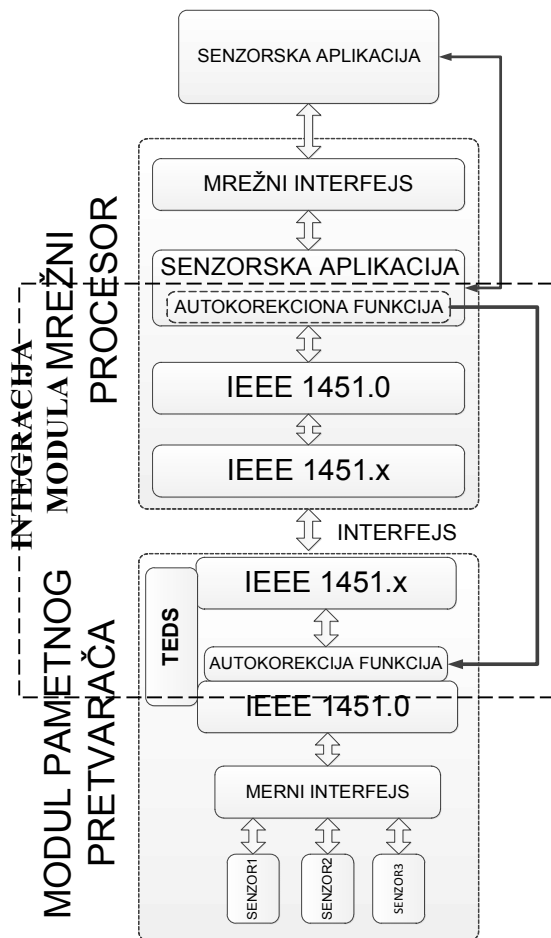 SENZORSKA APLIKACIJA
MREŽNI INTERFEJS
SENZORSKA APLIKACIJA
AUTOKOREKCIONA FUNKCIJA
IEEE 1451.0
IEEE 1451.x
MREŽNI
PROCESOR
INTEGRACIJA
MODULA
INTERFEJS
IEEE 1451.x
TEDS
AUTOKOREKCIJA FUNKCIJA
IEEE 1451.0
MERNI INTERFEJS
SENZOR1
SENZOR2
SENZOR3
MODUL PAMETNOG
PRETVARAČA